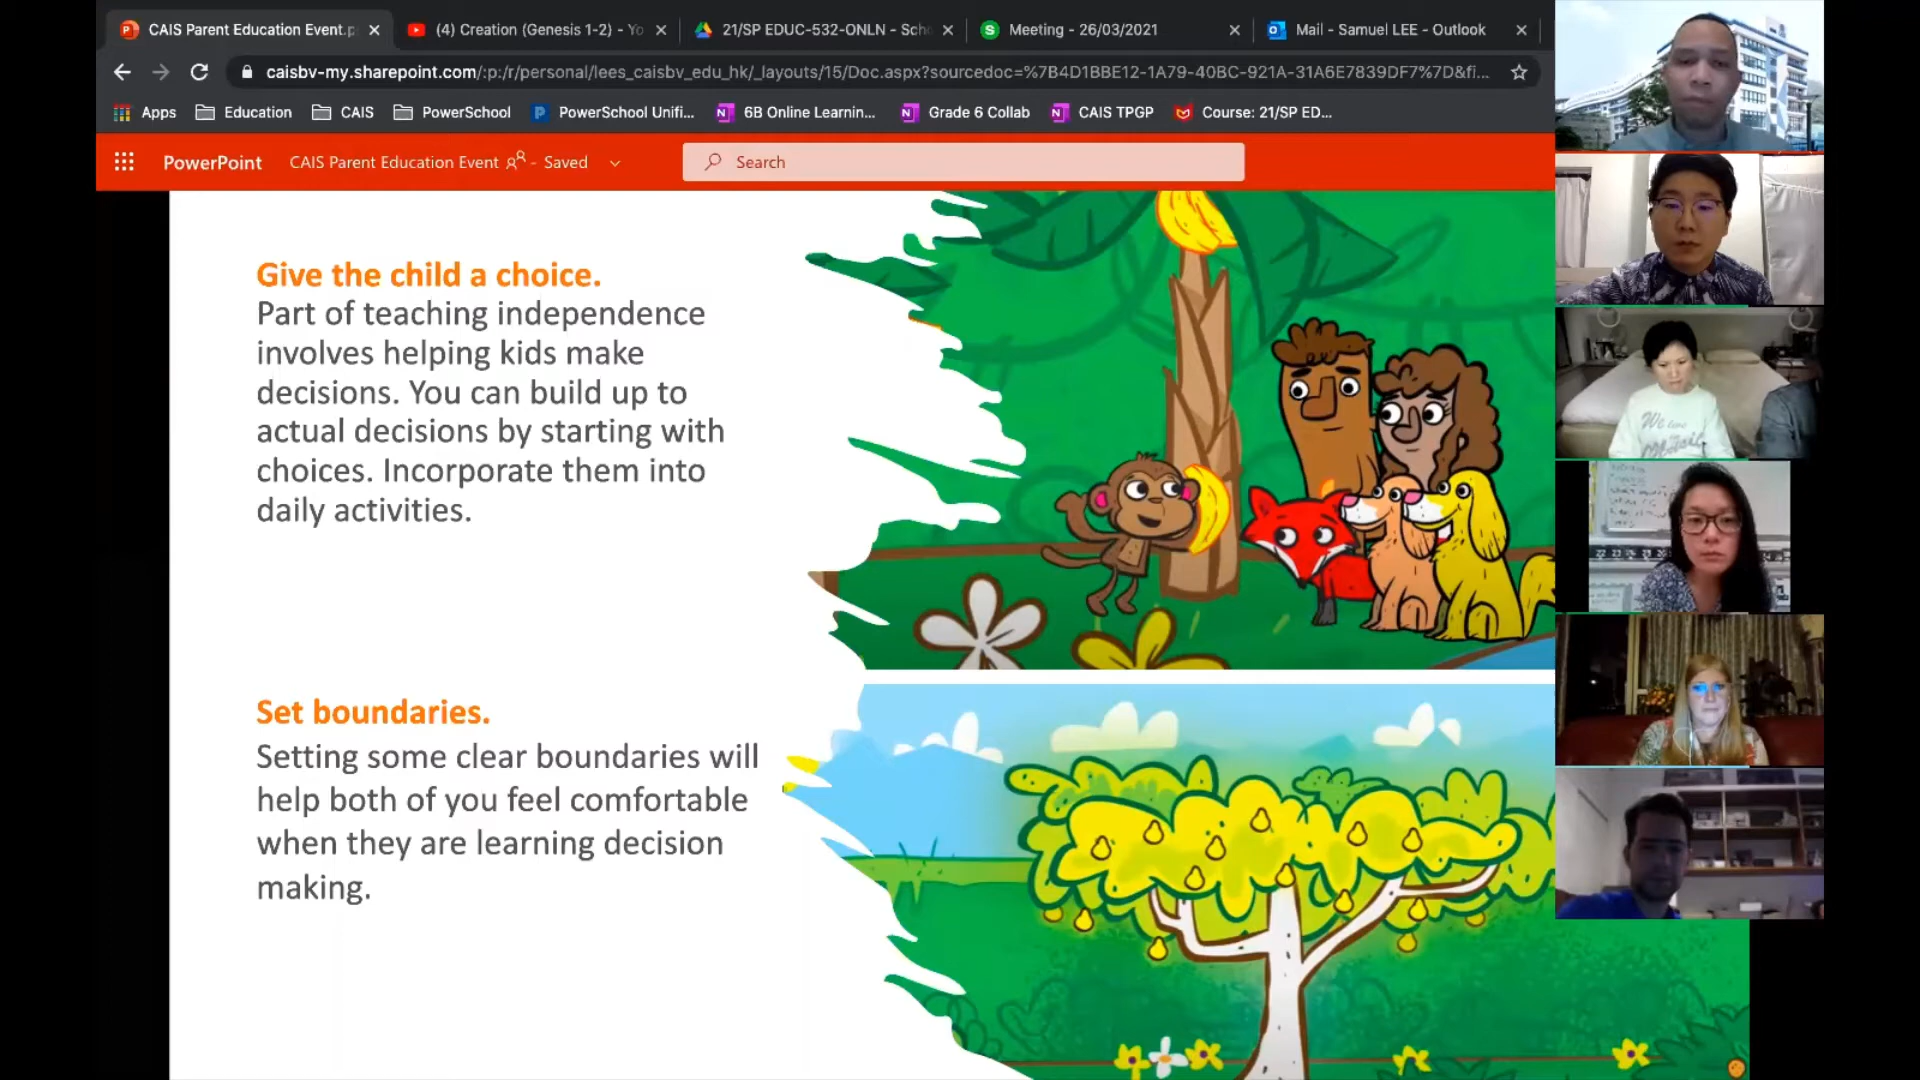 CAIS Parent Education Event.p
(4) Creation (Genesis 1-2) - Yo
21/SP EDUC-532-ONLN - Sch
Meeting - 26/03/2021
Mail - Samuel LEE - Outlook
caisbv-my.sharepoint.com/:p:/r/personal/lees_caisbv_edu_hk/_layouts/15/Doc.aspx?sourcedoc=%7B4D1BBE12-1A79-40BC-921A-31A6E7839DF7%7D&fi...
Apps
Education
CAIS
PowerSchool
PowerSchool Unifi...
6B Online Learnin...
Grade 6 Collab
CAIS TPGP
Course: 21/SP ED...
PowerPoint
CAIS Parent Education Event
- Saved
Search
Give the child a choice.
Part of teaching independence
involves helping kids make
decisions. You can build up to
actual decisions by starting with
choices. Incorporate them into
daily activities.
Set boundaries.
Setting some clear boundaries will
help both of you feel comfortable
when they are learning decision
making.